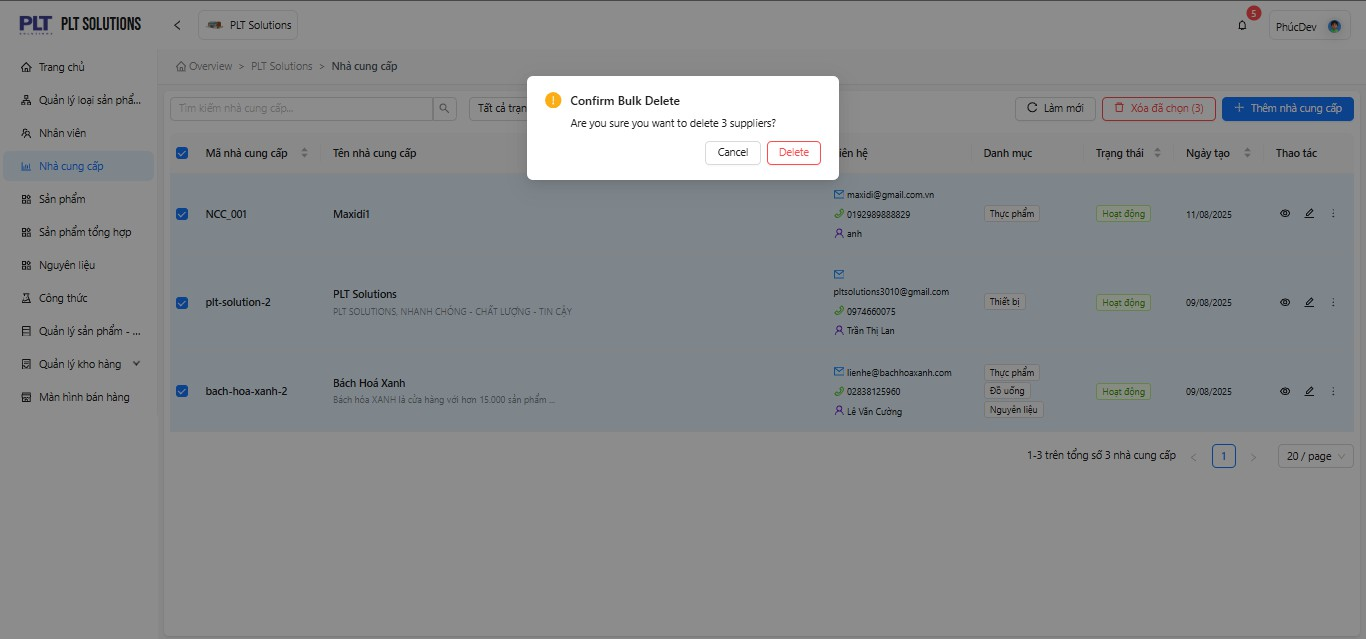 PLT
SOLUTIONS
PLT SOLUTIONS
PLT Solutions
5
PhúcDev
Trang chủ
Quản lý loại sản phẩ...
Nhân viên
Nhà cung cấp
Sản phẩm
Sản phẩm tổng hợp
Nguyên liệu
Công thức
Quản lý sản phẩm - ...
Quản lý kho hàng
Màn hình bán hàng
Overview > PLT Solutions > Nhà cung cấp
Tìm kiếm nhà cung cấp...
Tất cả trạn
Làm mới
Xóa đã chọn (3)
Thêm nhà cung cấp
Confirm Bulk Delete
Are you sure you want to delete 3 suppliers?
Cancel
Delete
Mã nhà cung cấp
Tên nhà cung cấp
iên hệ
Danh mục
Trạng thái
Ngày tạo
Thao tác
NCC_001
Maxidi1
maxidi@gmail.com.vn
0192989888829
anh
Thực phẩm
Hoạt động
11/08/2025
plt-solution-2
PLT Solutions
PLT SOLUTIONS, NHANH CHÓNG - CHẤT LƯỢNG - TIN CẬY
pltsolutions3010@gmail.com
0974660075
Trần Thị Lan
Thiết bị
Hoạt động
09/08/2025
bach-hoa-xanh-2
Bách Hoá Xanh
Bách hóa XANH là cửa hàng với hơn 15.000 sản phẩm ...
lienhe@bachhoaxanh.com
02838125960
Lê Văn Cường
Thực phẩm
Đồ uống
Nguyên liệu
Hoạt động
09/08/2025
1-3 trên tổng số 3 nhà cung cấp
1
20 / page